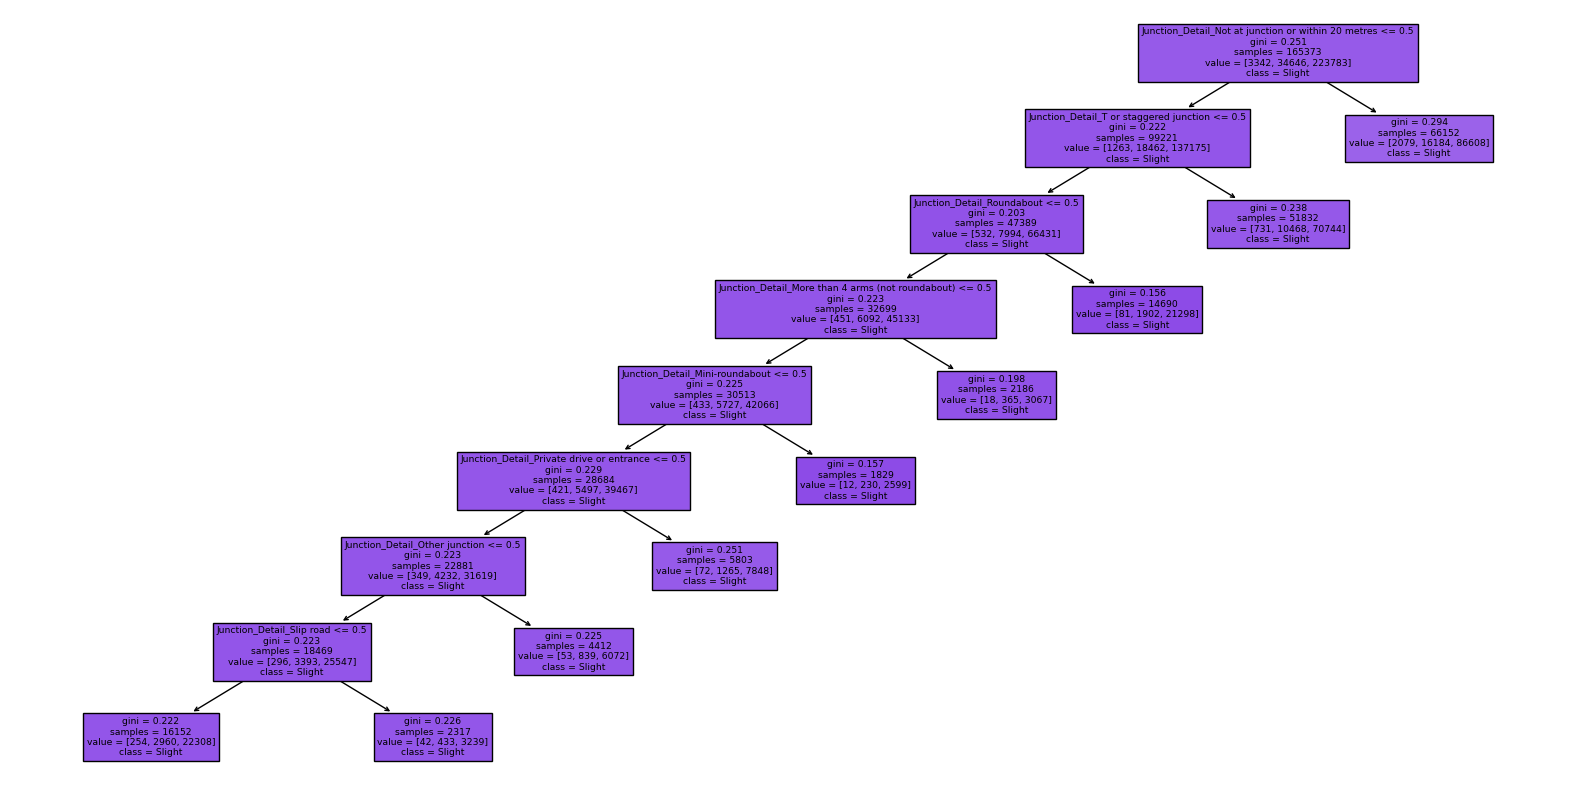 Junction_Detail_Not at junction or within 20 metres <= 0.5
gini = 0.251
samples = 165373
value = [3342, 34646, 223783]
class = Slight
Junction_Detail_T or staggered junction <= 0.5
gini = 0.222
samples = 99221
value = [1263, 18462, 137175]
class = Slight
gini = 0.294
samples = 66152
value = [2079, 16184, 86608]
class = Slight
Junction_Detail_Roundabout <= 0.5
gini = 0.203
samples = 47389
value = [532, 7994, 66431]
class = Slight
gini = 0.238
samples = 51832
value = [731, 10468, 70744]
class = Slight
Junction_Detail_More than 4 arms (not roundabout) <= 0.5
gini = 0.223
samples = 32699
value = [451, 6092, 45133]
class = Slight
gini = 0.156
samples = 14690
value = [81, 1902, 21298]
class = Slight
Junction_Detail_Mini-roundabout <= 0.5
gini = 0.225
samples = 30513
value = [433, 5727, 42066]
class = Slight
gini = 0.198
samples = 2186
value = [18, 365, 3067]
class = Slight
Junction_Detail_Private drive or entrance <= 0.5
gini = 0.229
samples = 28684
value = [421, 5497, 39467]
class = Slight
gini = 0.157
samples = 1829
value = [12, 230, 2599]
class = Slight
Junction_Detail_Other junction <= 0.5
gini = 0.223
samples = 22881
value = [349, 4232, 31619]
class = Slight
gini = 0.251
samples = 5803
value = [72, 1265, 7848]
class = Slight
Junction_Detail_Slip road <= 0.5
gini = 0.223
samples = 18469
value = [296, 3393, 25547]
class = Slight
gini = 0.225
samples = 4412
value = [53, 839, 6072]
class = Slight
gini = 0.222
samples = 16152
value = [254, 2960, 22308]
class = Slight
gini = 0.226
samples = 2317
value = [42, 433, 3239]
class = Slight